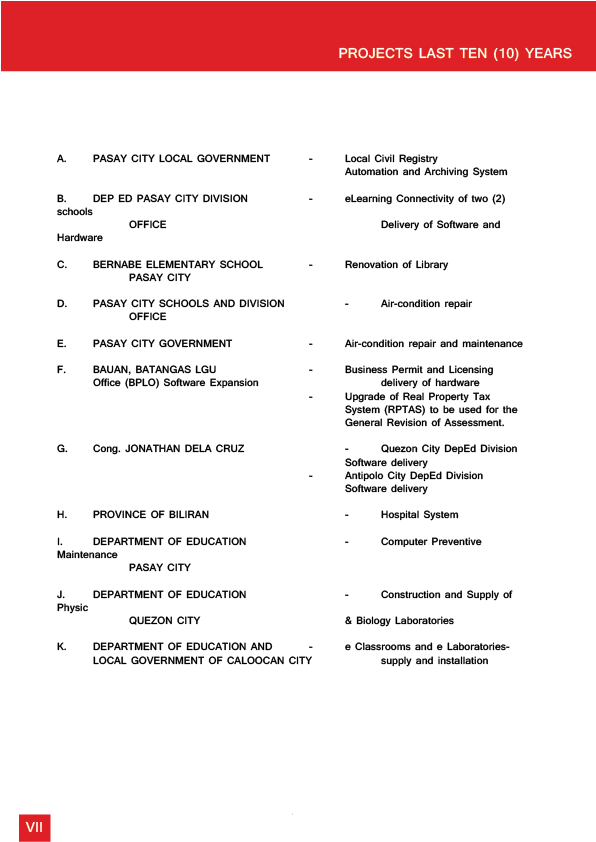 PROJECTS LAST TEN (10) YEARS
A. PASAY CITY LOCAL GOVERNMENT - Local Civil Registry
Automation and Archiving System
B. DEP ED PASAY CITY DIVISION - eLearning Connectivity of two (2)
schools
OFFICE Delivery of Software and
Hardware
C. BERNABE ELEMENTARY SCHOOL - Renovation of Library
PASAY CITY
D. PASAY CITY SCHOOLS AND DIVISION - Air-condition repair
OFFICE
E. PASAY CITY GOVERNMENT - Air-condition repair and maintenance
F. BAUAN, BATANGAS LGU - Business Permit and Licensing
Office (BPLO) Software Expansion delivery of hardware
- Upgrade of Real Property Tax
System (RPTAS) to be used for the
General Revision of Assessment.
G. Cong. JONATHAN DELA CRUZ - Quezon City DepEd Division
Software delivery
- Antipolo City DepEd Division
Software delivery
H. PROVINCE OF BILIRAN - Hospital System
I. DEPARTMENT OF EDUCATION - Computer Preventive
Maintenance
PASAY CITY
J. DEPARTMENT OF EDUCATION - Construction and Supply of
Physic
QUEZON CITY & Biology Laboratories
K. DEPARTMENT OF EDUCATION AND - e Classrooms and e Laboratories-
LOCAL GOVERNMENT OF CALOOCAN CITY supply and installation
VII